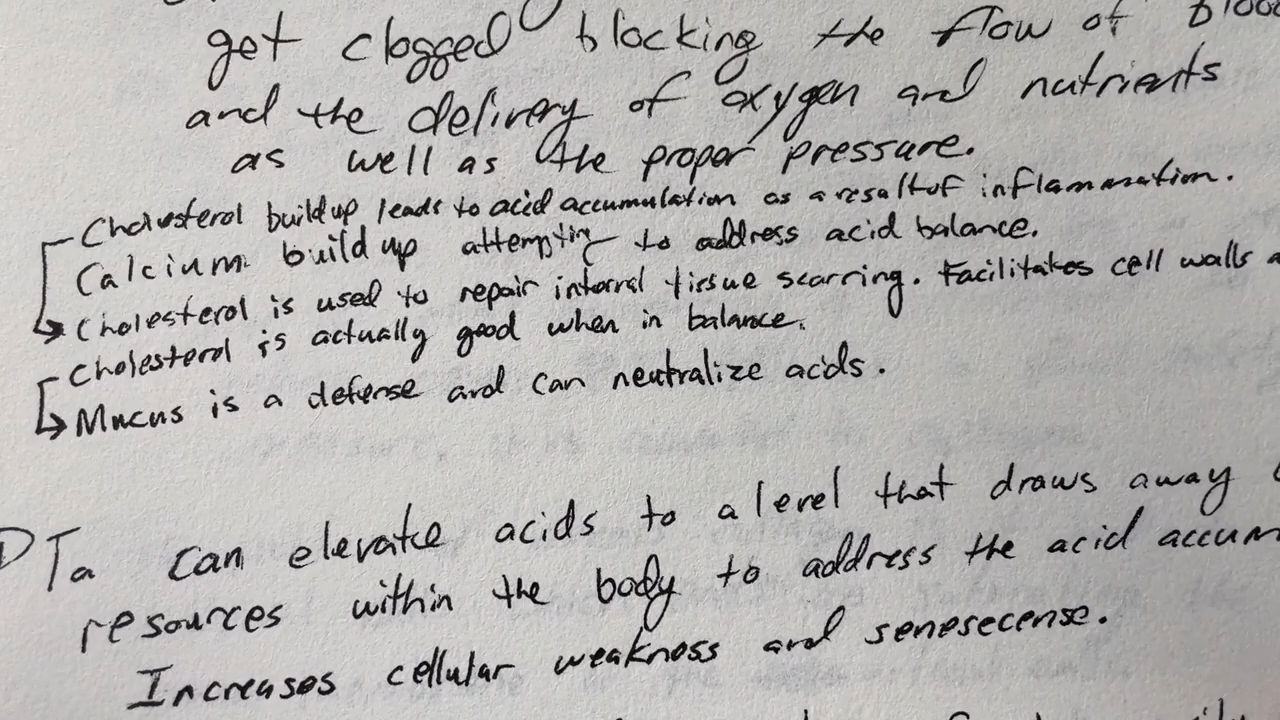 get clogged blocking the flow of bloo
and the delivery of oxygen and nutrients
as well as the proper pressure.
Cholesterol buildup leads to acid accumulation as a result of inflammation.
Calcium build up attempting to address acid balance.
Cholesterol is used to repair internal tissue scarring. Facilitates cell walls a
Cholesterol is actually good when in balance.
Mucus is a defense and can neutralize acids.
Ta can elevate acids to a level that draws away
resources within the body to address the acid accum
Increases cellular weakness and senesecense.